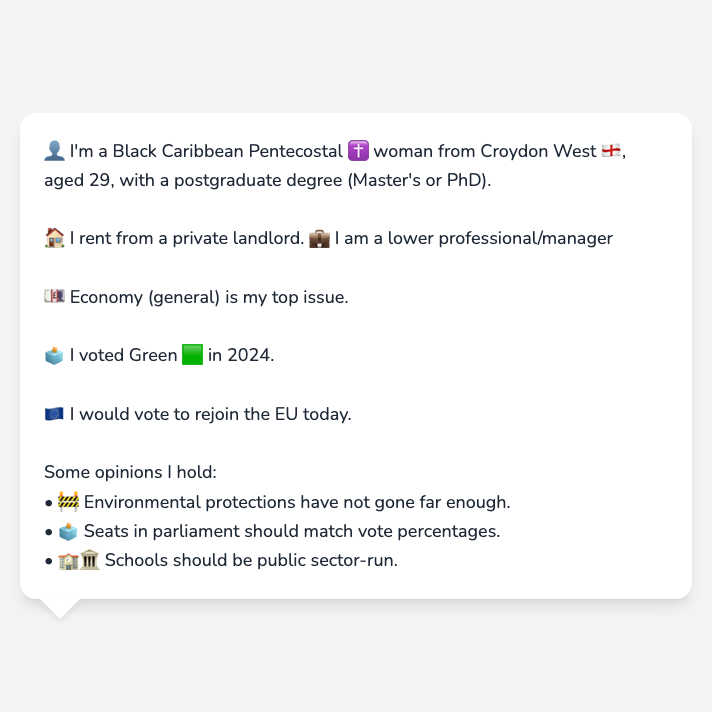 👤 I'm a Black Caribbean Pentecostal ✝️ woman from Croydon West 🏴󠁧󠁢󠁥󠁮󠁧󠁿,
aged 29, with a postgraduate degree (Master's or PhD).
🏠 I rent from a private landlord. 💼 I am a lower professional/manager
💷 Economy (general) is my top issue.
🗳️ I voted Green 🟩 in 2024.
🇪🇺 I would vote to rejoin the EU today.
Some opinions I hold:
• 🚧 Environmental protections have not gone far enough.
• 🗳️ Seats in parliament should match vote percentages.
• 🏫🏛️ Schools should be public sector-run.